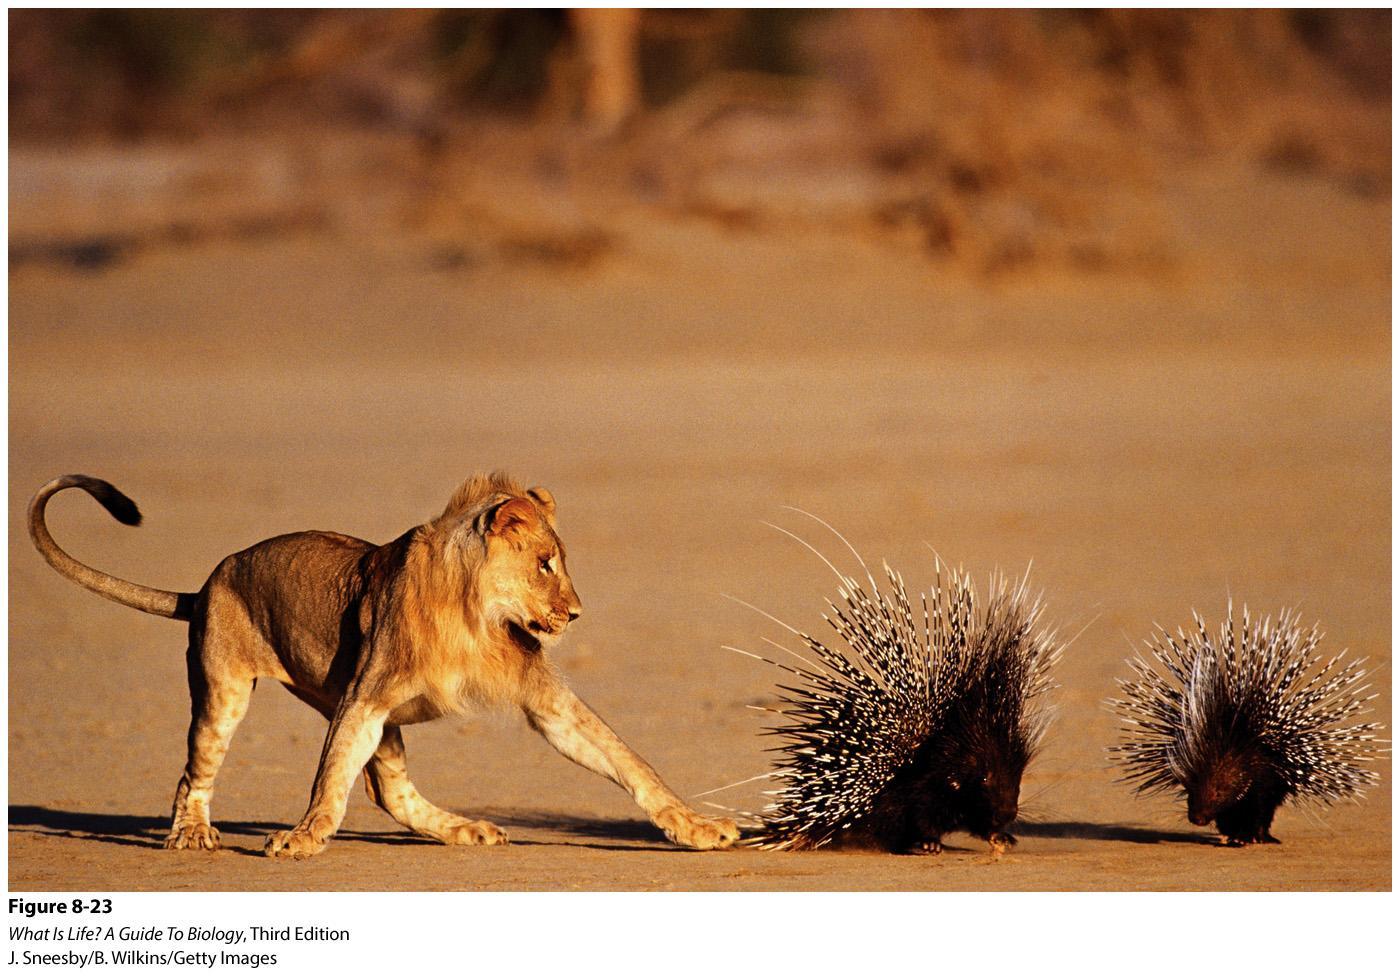 Figure 8-23
What Is Life? A Guide To Biology, Third Edition
J. Sneesby/B. Wilkins/Getty Images